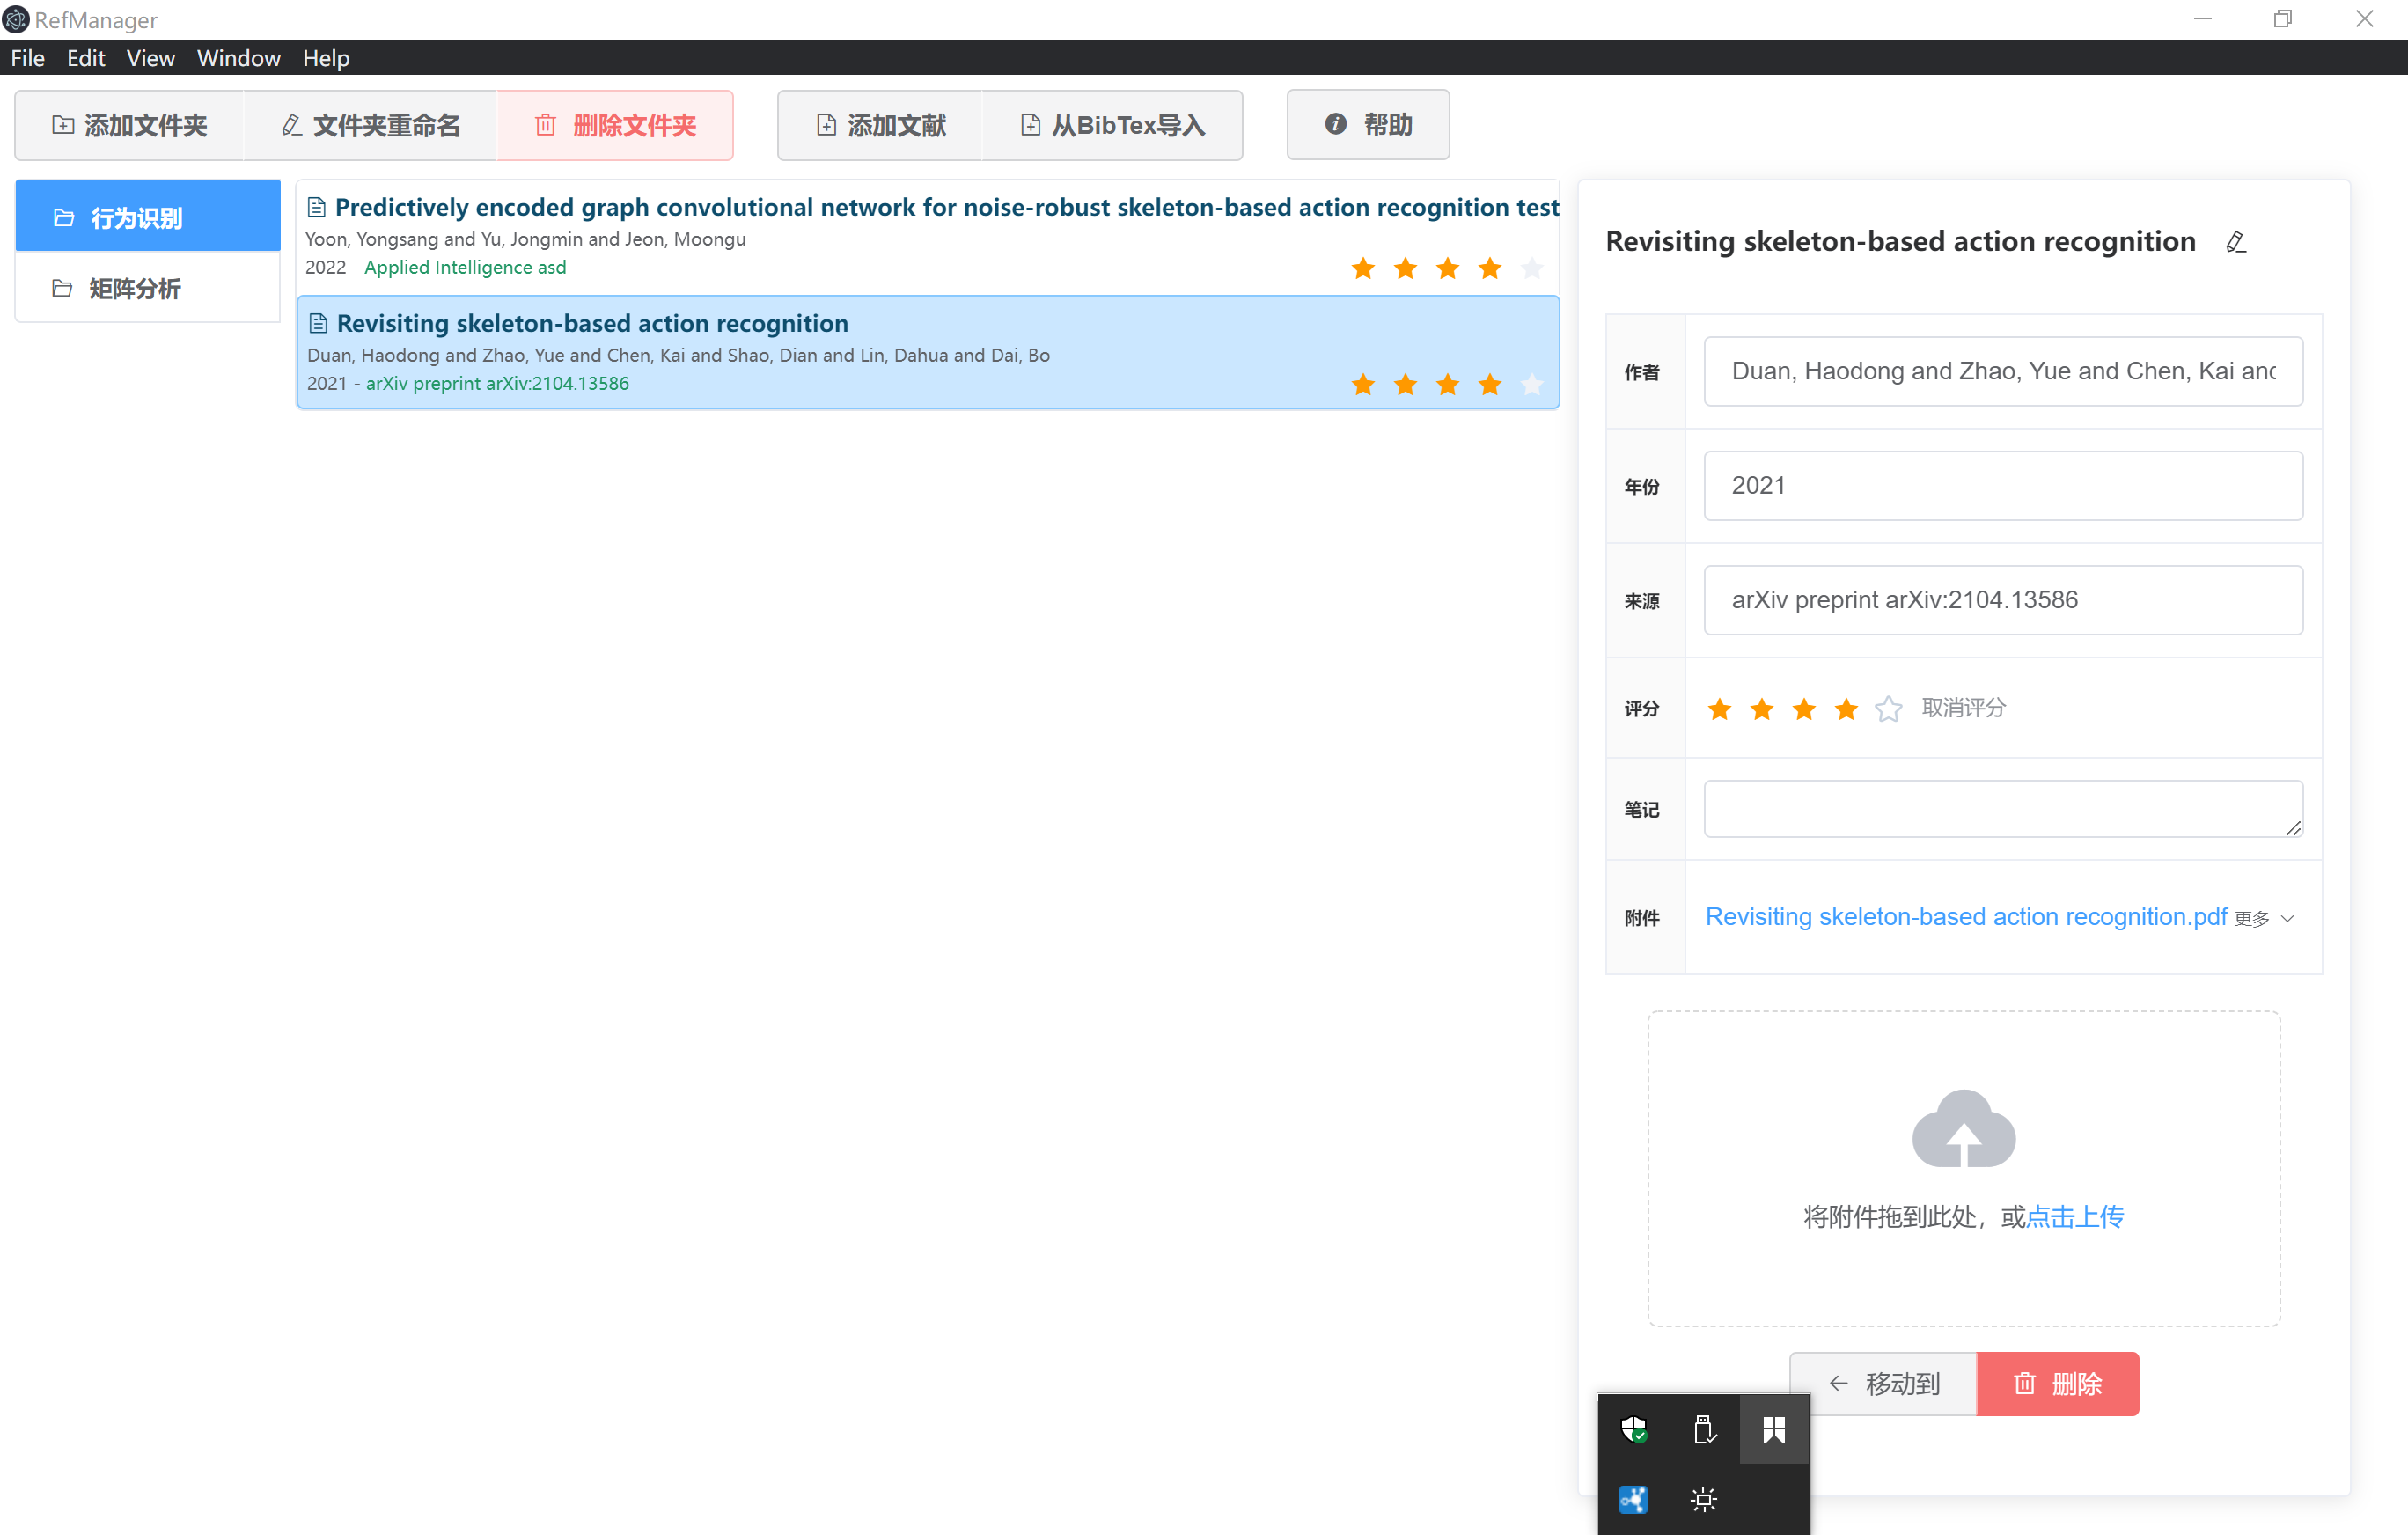 RefManager
File Edit View Window Help
添加文件夹 文件夹重命名 删除文件夹 添加文献 从BibTex导入 帮助
行为识别
矩阵分析
Predictively encoded graph convolutional network for noise-robust skeleton-based action recognition test
Yoon, Yongsang and Yu, Jongmin and Jeon, Moongu
2022 - Applied Intelligence asd
Revisiting skeleton-based action recognition
Duan, Haodong and Zhao, Yue and Chen, Kai and Shao, Dian and Lin, Dahua and Dai, Bo
2021 - arXiv preprint arXiv:2104.13586
Revisiting skeleton-based action recognition
作者 Duan, Haodong and Zhao, Yue and Chen, Kai and
年份 2021
来源 arXiv preprint arXiv:2104.13586
评分 取消评分
笔记
附件 Revisiting skeleton-based action recognition.pdf 更多
将附件拖到此处，或点击上传
移动到 删除